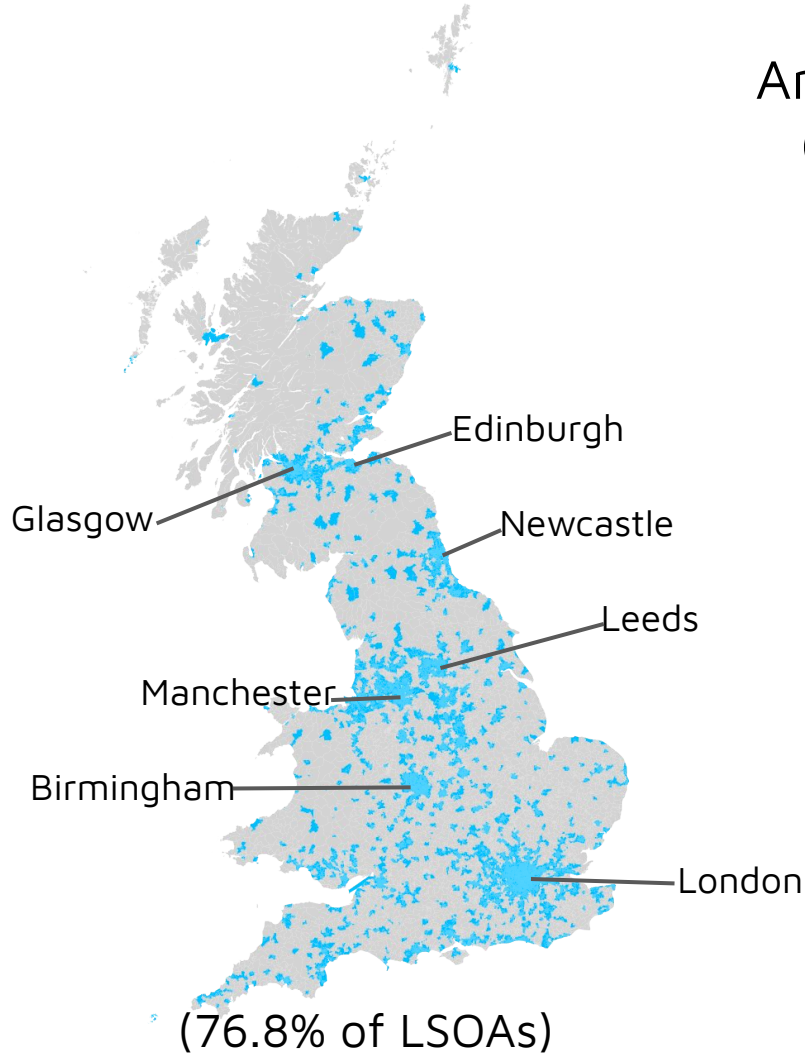 Edinburgh
Glasgow
Newcastle
Leeds
Manchester
Birmingham
London
(76.8% of LSOAs)